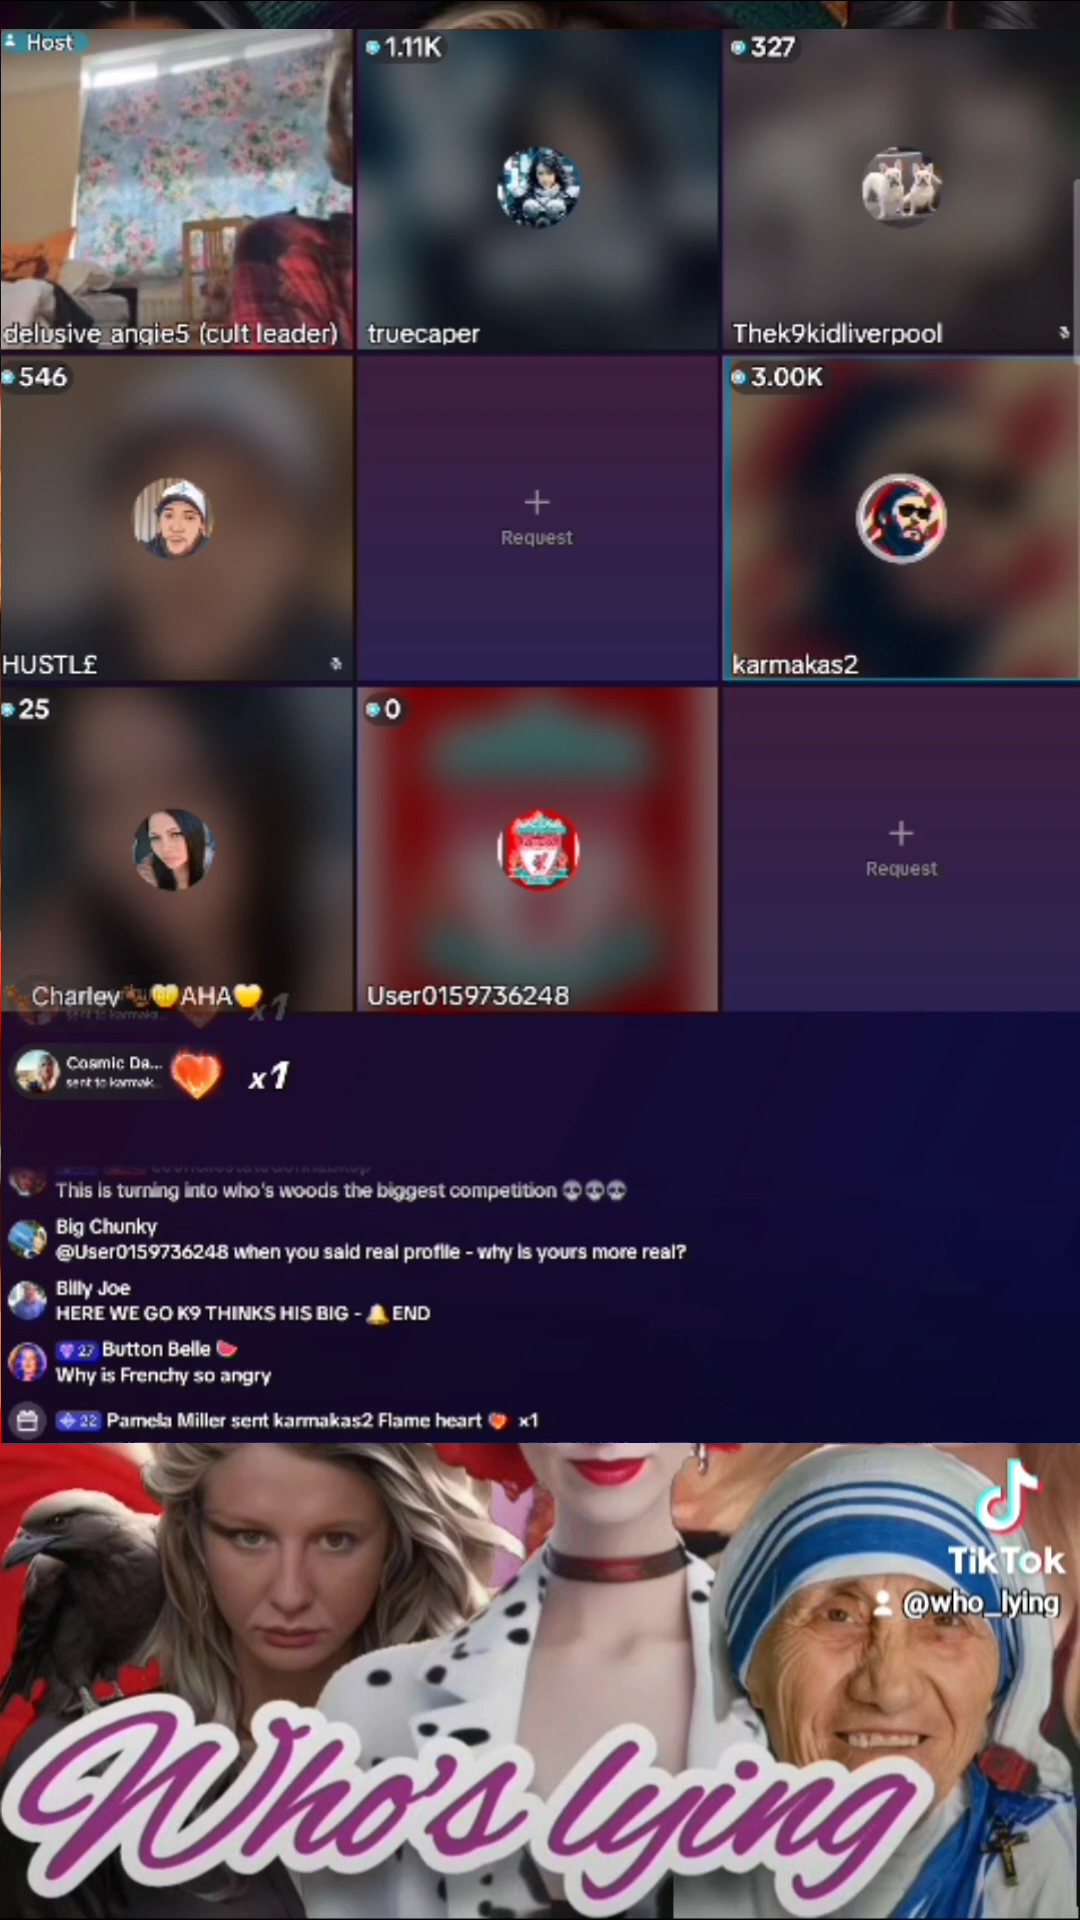 Host
1.11K
327
delusive_angie5 (cult leader)
truecaper
Thek9kidliverpool
546
3.00K
+
Request
HUSTL£
karmakas2
25
0
+
Request
Charley 🐾💛AHA💛
User0159736248
x1
Cosmic Da...
sent to karmak...
x1
This is turning into who's woods the biggest competition 💀💀💀
Big Chunky
@User0159736248 when you said real profile - why is yours more real?
Billy Joe
HERE WE GO K9 THINKS HIS BIG - 🔔 END
27 Button Belle 🍉
Why is Frenchy so angry
22 Pamela Miller sent karmakas2 Flame heart x1
TikTok
@who_lying
Who's lying